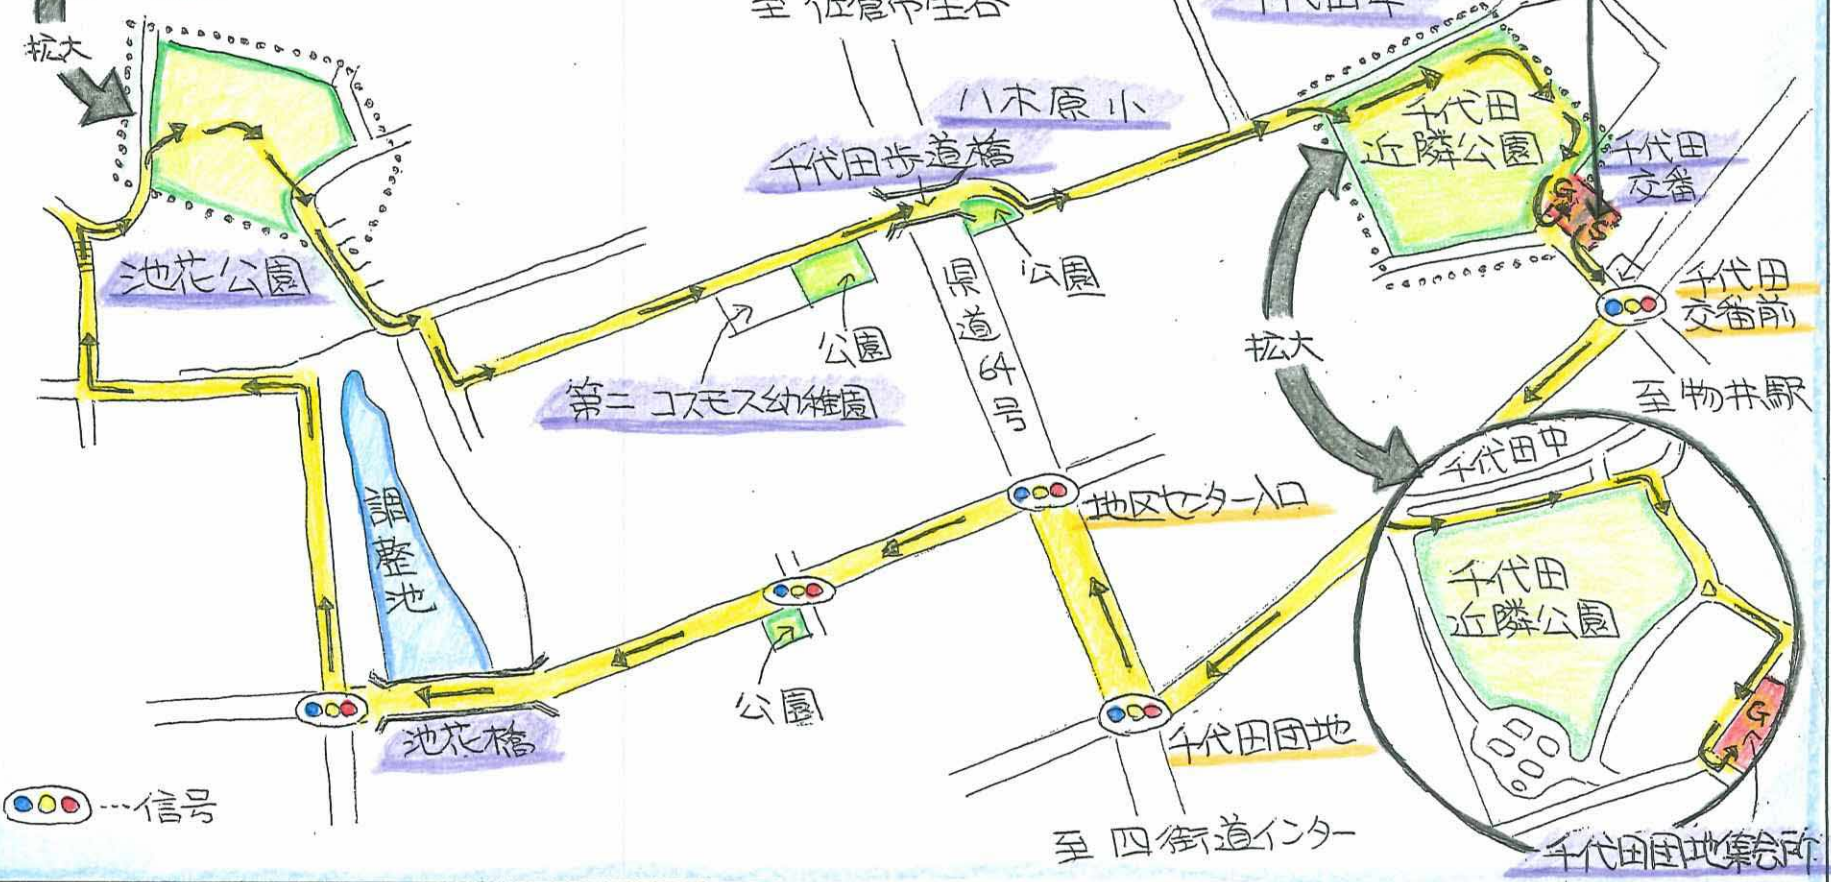 拡大
至 佐倉市生谷
八木原小
千代田歩道橋
千代田
近隣公園
千代田
交番
G
S
池花公園
公園
県道64号
公園
千代田
交番前
第二コスモス幼稚園
拡大
至物井駅
千代田中
地区センター入口
調整池
千代田
近隣公園
公園
G
池花橋
千代田団地
…信号
至 四街道インター
千代田団地集会所